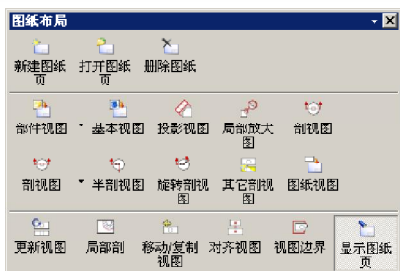 图纸布局
新建图纸页 打开图纸页 删除图纸
部件视图 基本视图 投影视图 局部放大图 剖视图
剖视图 半剖视图 旋转剖视图 其它剖视图 图纸视图
更新视图 局部剖 移动/复制视图 对齐视图 视图边界 显示图纸页